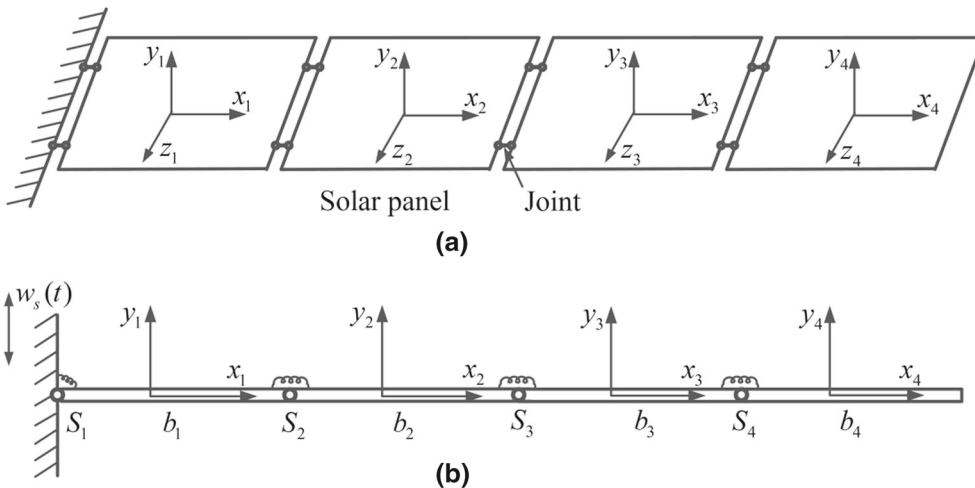 y₁ y₂ y₃ y₄
x₁ x₂ x₃ x₄
z₁ z₂ z₃ z₄
Solar panel Joint
(a)
wₛ(t)
y₁ y₂ y₃ y₄
x₁ x₂ x₃ x₄
S₁ b₁ S₂ b₂ S₃ b₃ S₄ b₄
(b)